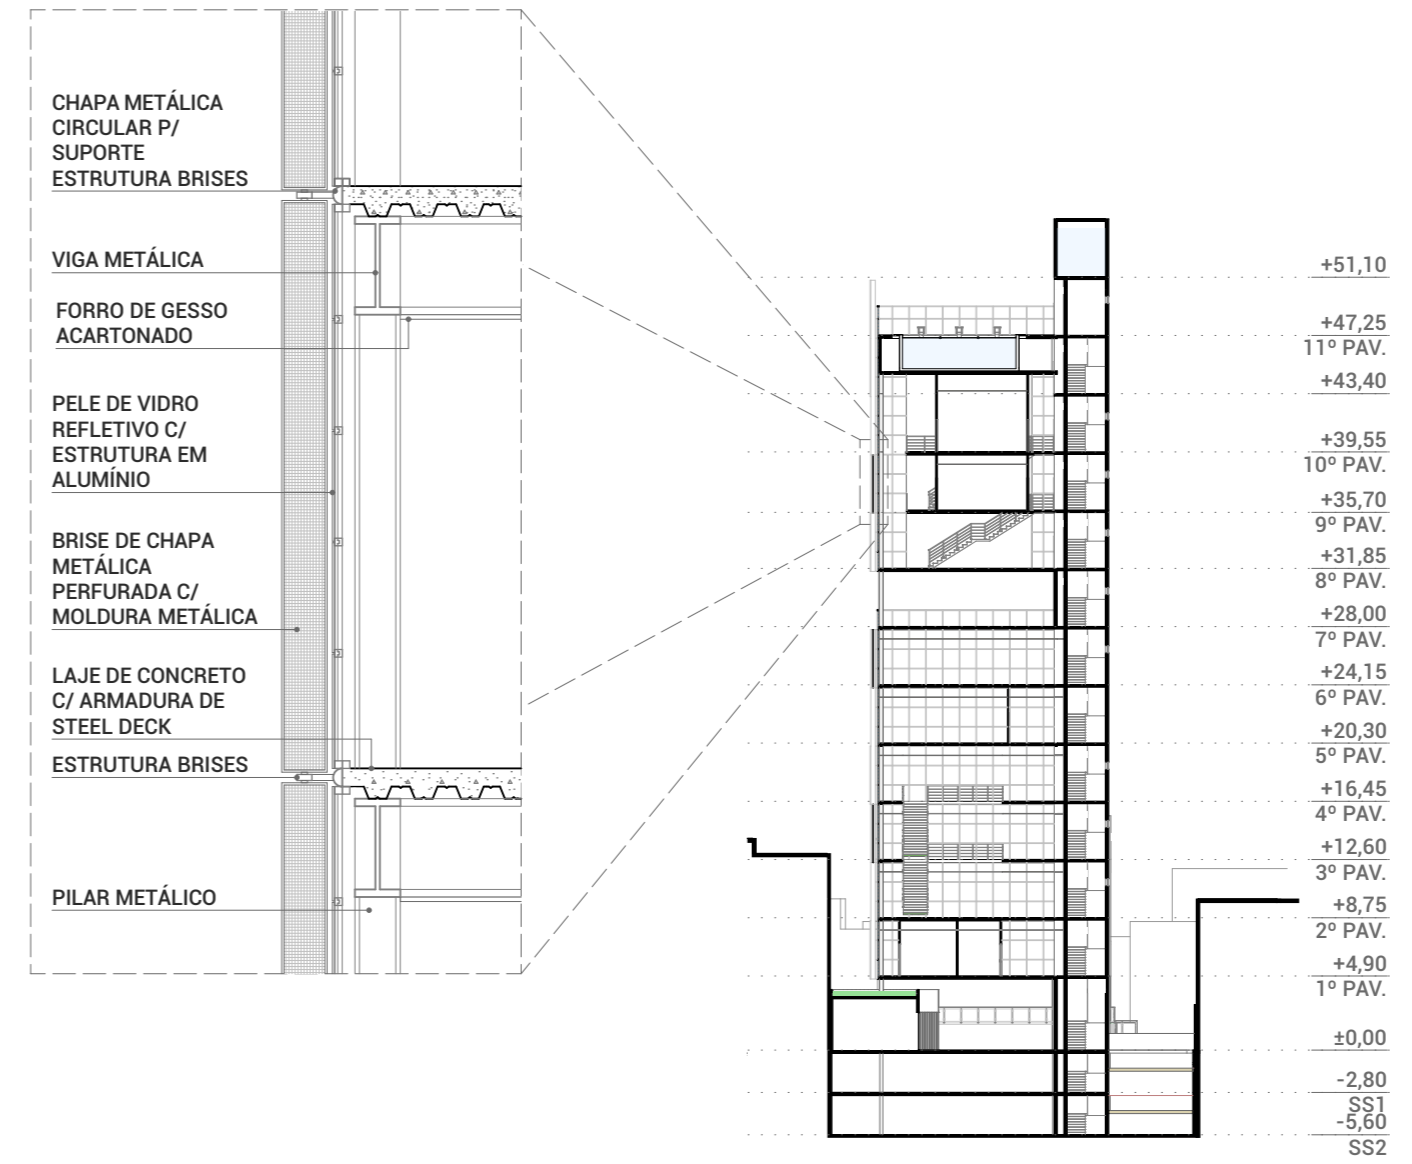 CHAPA METÁLICA
CIRCULAR P/
SUPORTE
ESTRUTURA BRISES
VIGA METÁLICA
FORRO DE GESSO
ACARTONADO
PELE DE VIDRO
REFLETIVO C/
ESTRUTURA EM
ALUMÍNIO
BRISE DE CHAPA
METÁLICA
PERFURADA C/
MOLDURA METÁLICA
LAJE DE CONCRETO
C/ ARMADURA DE
STEEL DECK
ESTRUTURA BRISES
PILAR METÁLICO
+51,10
+47,25
11º PAV.
+43,40
+39,55
10º PAV.
+35,70
9º PAV.
+31,85
8º PAV.
+28,00
7º PAV.
+24,15
6º PAV.
+20,30
5º PAV.
+16,45
4º PAV.
+12,60
3º PAV.
+8,75
2º PAV.
+4,90
1º PAV.
±0,00
-2,80
SS1
-5,60
SS2